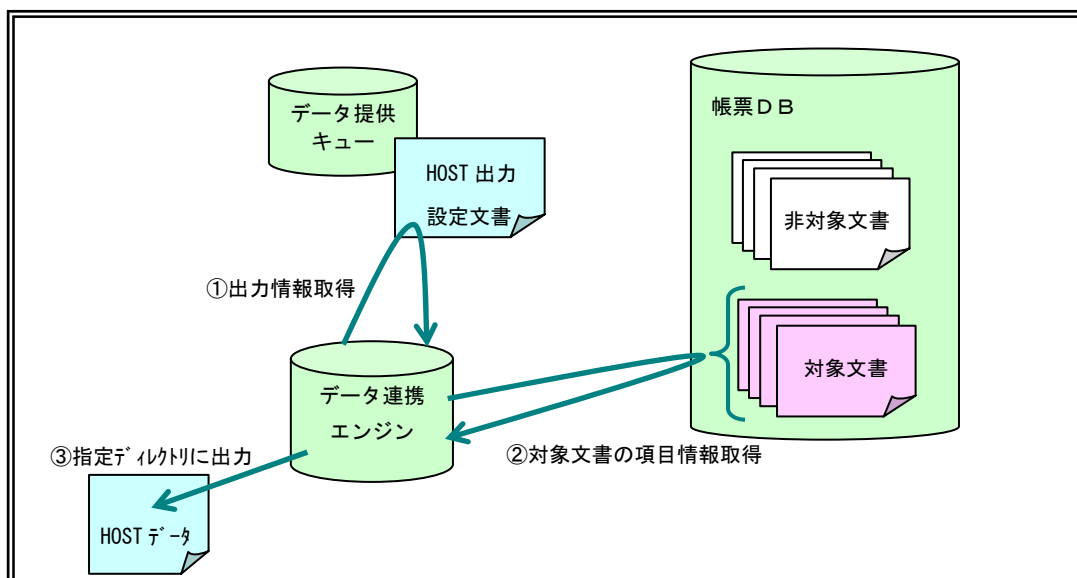 データ提供
キュー
帳票ＤＢ
HOST 出力
設定文書
非対象文書
①出力情報取得
対象文書
データ連携
エンジン
②対象文書の項目情報取得
③指定ﾃﾞｨﾚｸﾄﾘに出力
HOST ﾃﾞｰﾀ